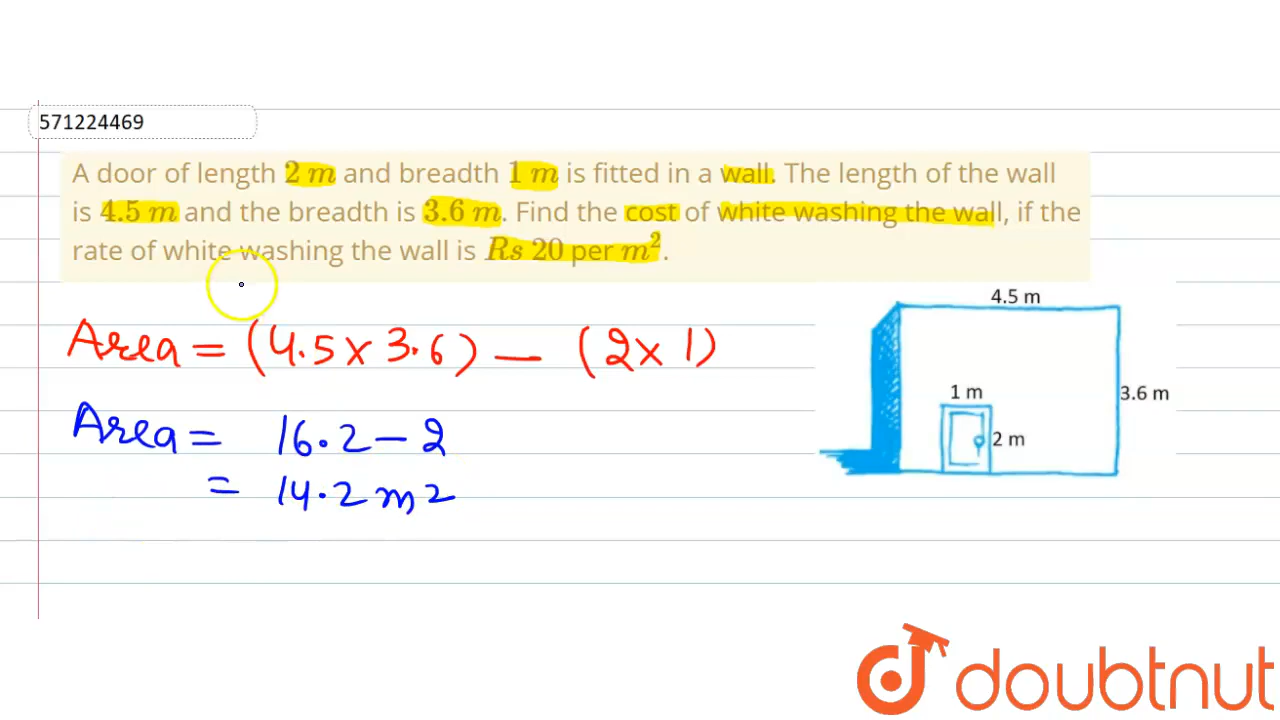 571224469
A door of length 2 m and breadth 1 m is fitted in a wall. The length of the wall
is 4.5 m and the breadth is 3.6 m. Find the cost of white washing the wall, if the
rate of white washing the wall is Rs 20 per m².
4.5 m
Area = (4.5 x 3.6) – (2 x 1)
1 m
3.6 m
Area = 16.2 – 2
2 m
= 14.2 m2
doubtnut